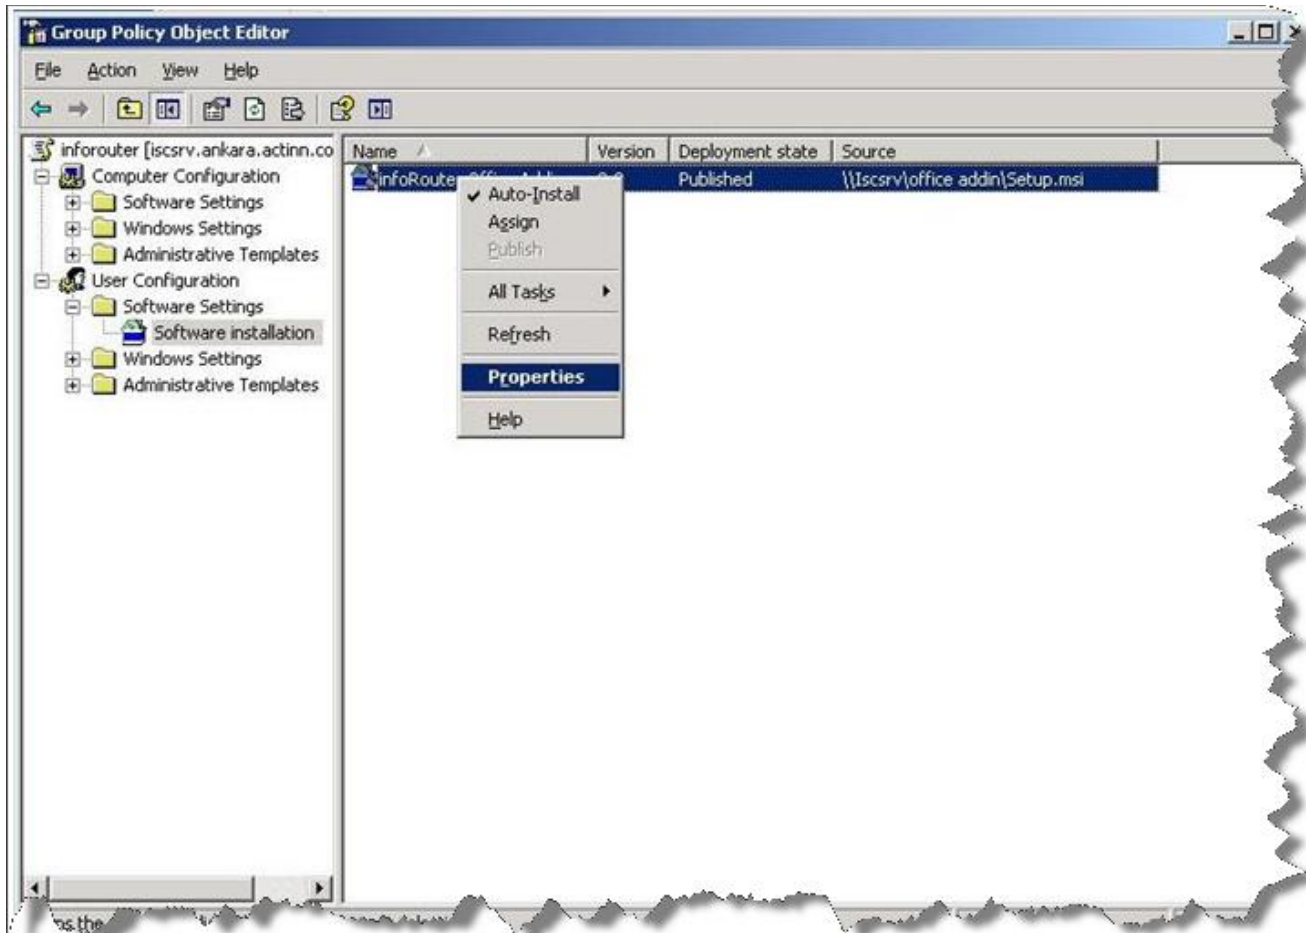 Group Policy Object Editor
File Action View Help
inforouter [iscsrv.ankara.actinn.co
Computer Configuration
Software Settings
Windows Settings
Administrative Templates
User Configuration
Software Settings
Software installation
Windows Settings
Administrative Templates
Name Version Deployment state Source
Published \\Iscsrv\office addin\Setup.msi
Auto-Install
Assign
Publish
All Tasks
Refresh
Properties
Help
the